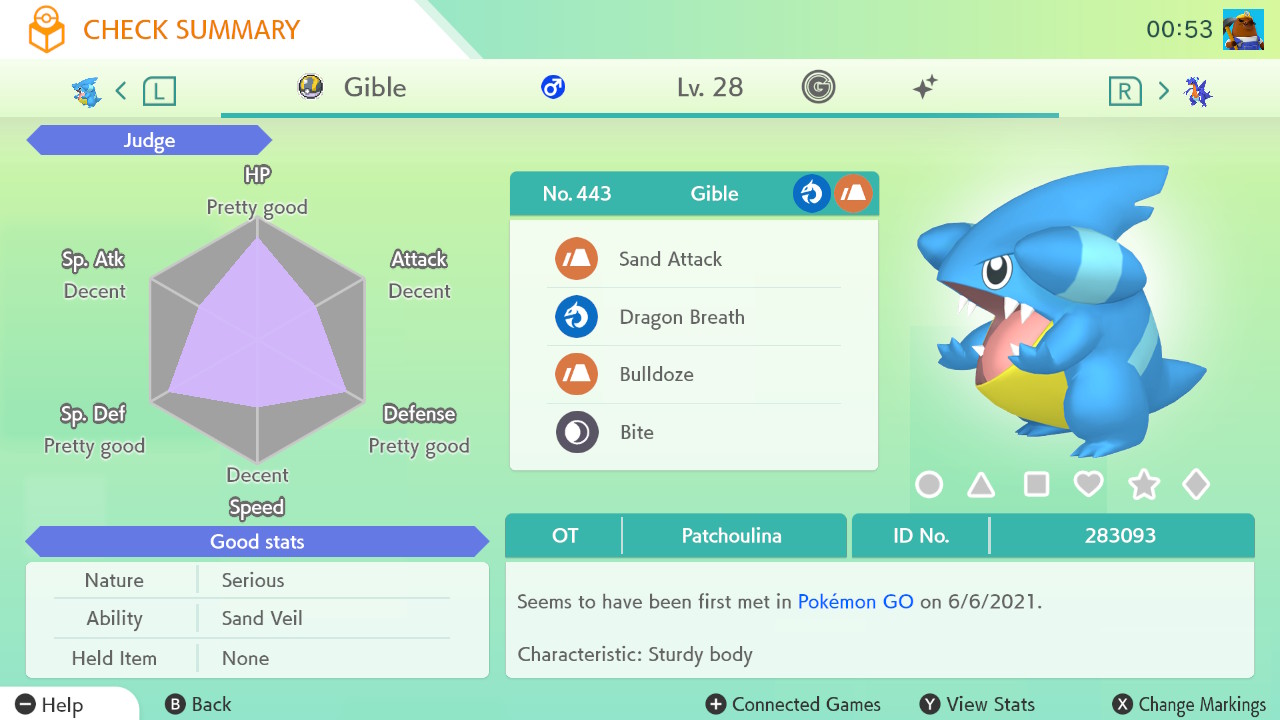 CHECK SUMMARY
00:53
L
Gible
Lv. 28
G
R
Judge
HP
Pretty good
Sp. Atk
Decent
Attack
Decent
Sp. Def
Pretty good
Defense
Pretty good
Decent
Speed
Good stats
Nature Serious
Ability Sand Veil
Held Item None
No. 443 Gible
Sand Attack
Dragon Breath
Bulldoze
Bite
OT Patchoulina ID No. 283093
Seems to have been first met in Pokémon GO on 6/6/2021.
Characteristic: Sturdy body
Help B Back + Connected Games Y View Stats X Change Markings